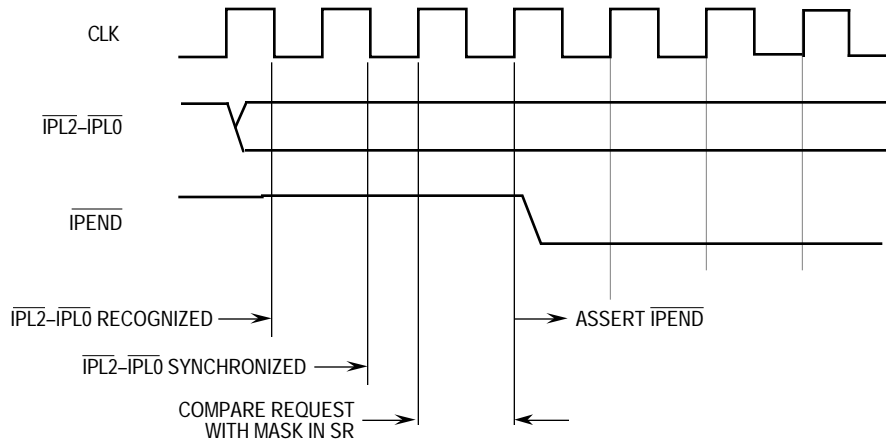 CLK
IPL2–IPL0
IPEND
IPL2–IPL0 RECOGNIZED
ASSERT IPEND
IPL2–IPL0 SYNCHRONIZED
COMPARE REQUEST
WITH MASK IN SR